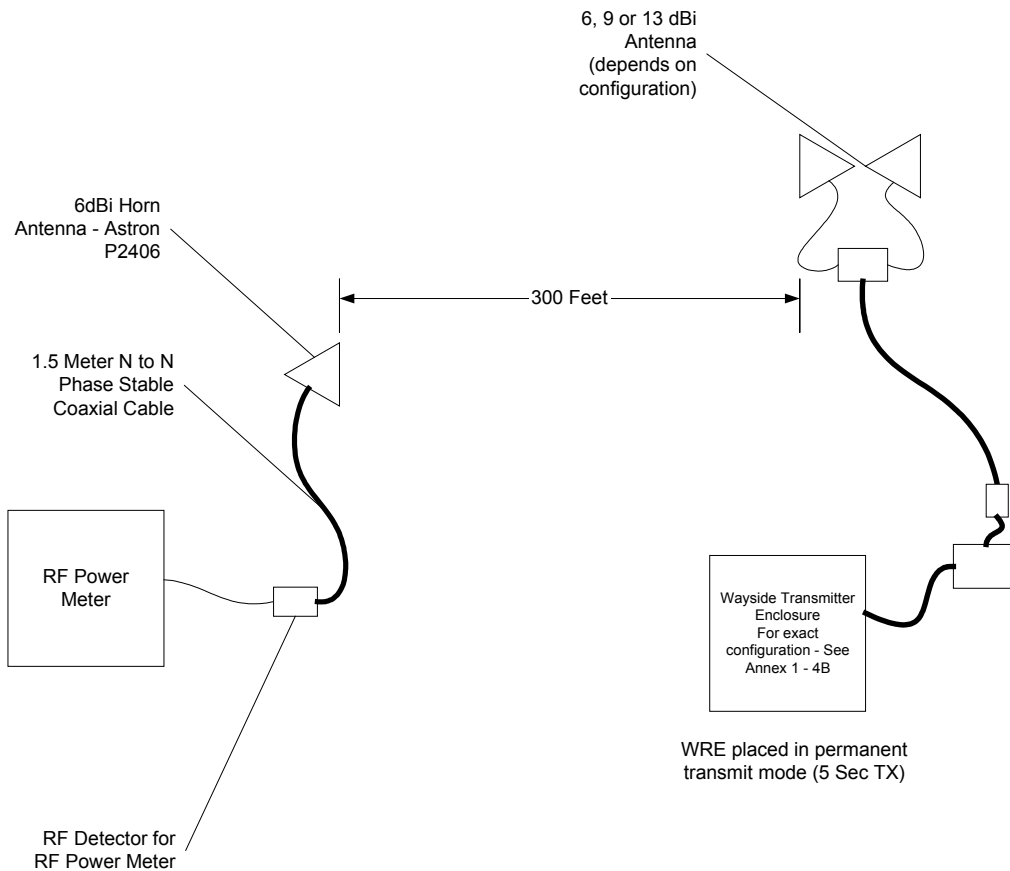 6, 9 or 13 dBi
Antenna
(depends on
configuration)
6dBi Horn
Antenna - Astron
P2406
300 Feet
1.5 Meter N to N
Phase Stable
Coaxial Cable
RF Power
Meter
Wayside Transmitter
Enclosure
For exact
configuration - See
Annex 1 - 4B
WRE placed in permanent
transmit mode (5 Sec TX)
RF Detector for
RF Power Meter